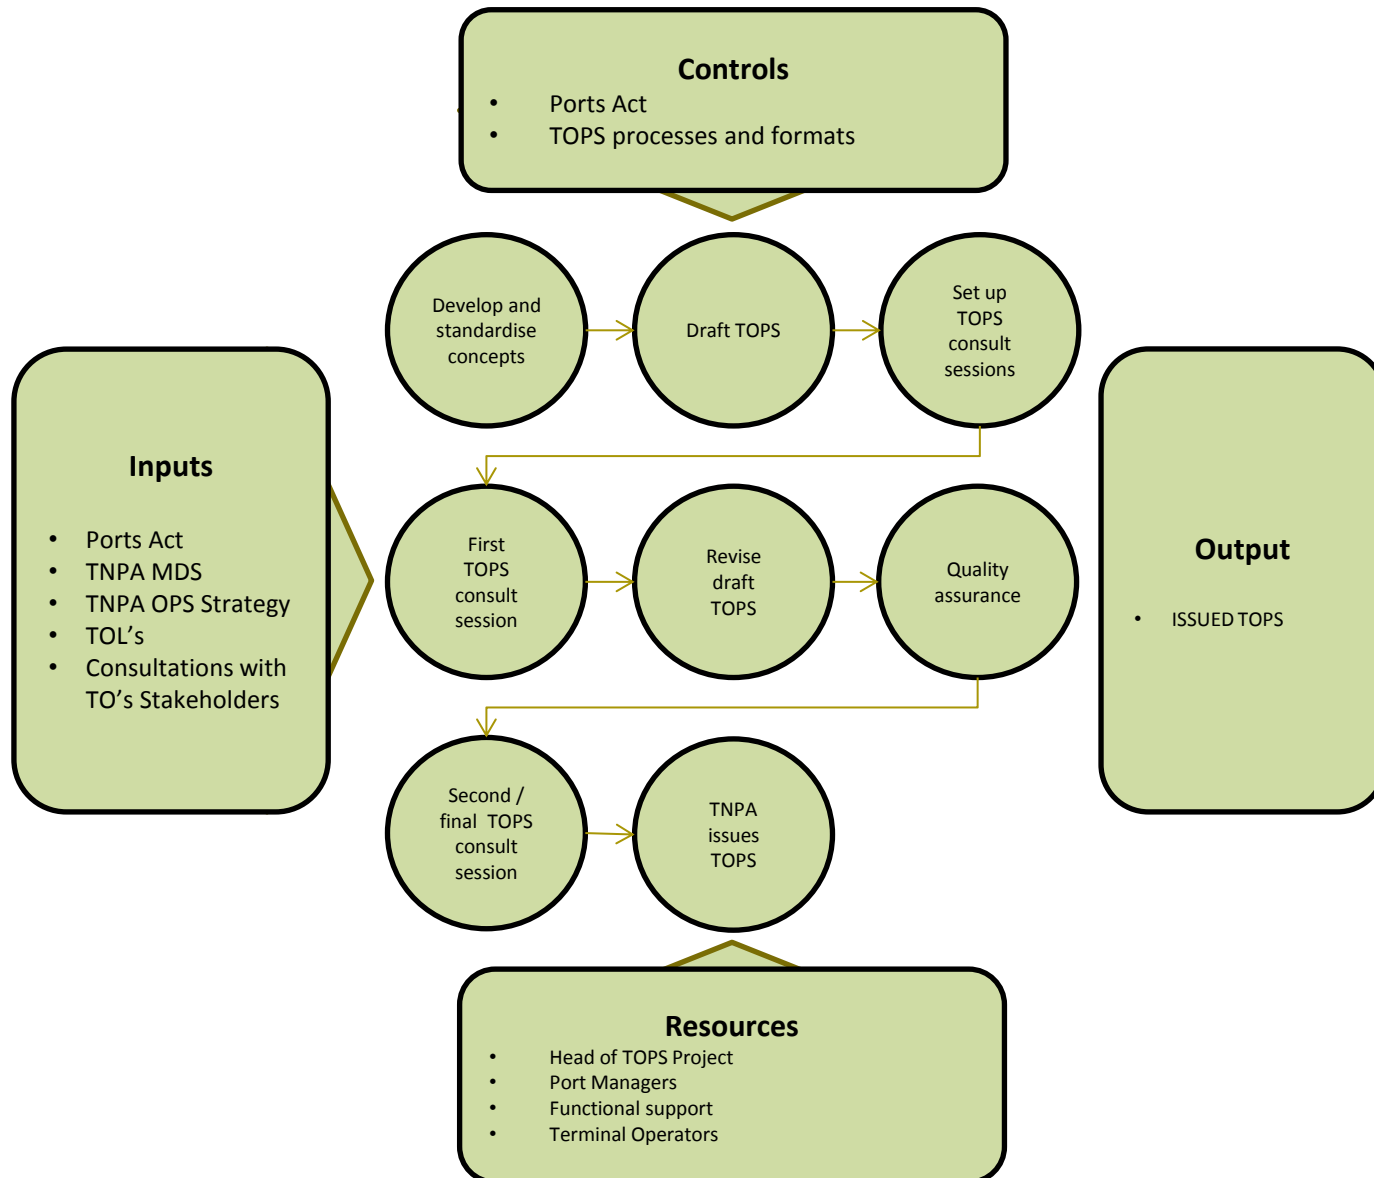 Controls
• Ports Act
• TOPS processes and formats
Develop and
standardise
concepts
Draft TOPS
Set up
TOPS
consult
sessions
Inputs
• Ports Act
• TNPA MDS
• TNPA OPS Strategy
• TOL’s
• Consultations with
TO’s Stakeholders
First
TOPS
consult
session
Revise
draft
TOPS
Quality
assurance
Output
• ISSUED TOPS
Second /
final TOPS
consult
session
TNPA
issues
TOPS
Resources
• Head of TOPS Project
• Port Managers
• Functional support
• Terminal Operators